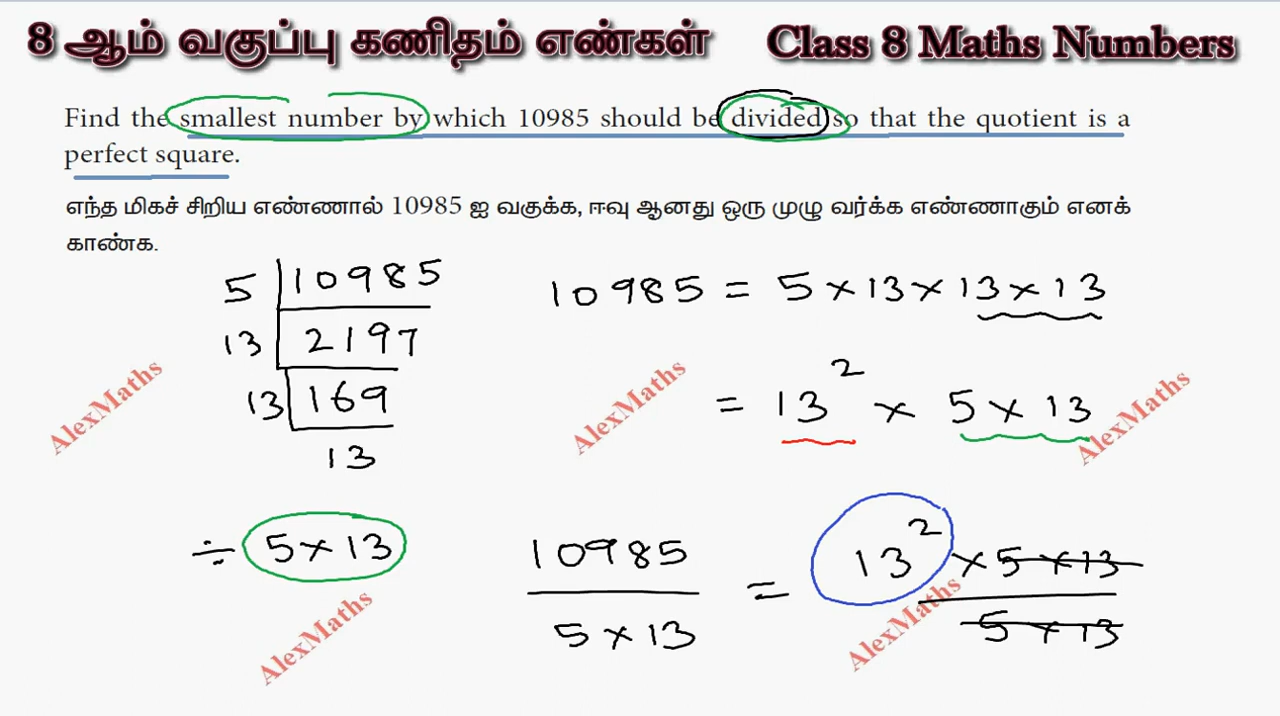 8 ஆம் வகுப்பு கணிதம் எண்கள் Class 8 Maths Numbers
Find the smallest number by which 10985 should be divided so that the quotient is a
perfect square.
எந்த மிகச் சிறிய எண்ணால் 10985 ஐ வகுக்க, ஈவு ஆனது ஒரு முழு வர்க்க எண்ணாகும் எனக்
காண்க.
5 | 10985
13 | 2197
13 | 169
13
10985 = 5 × 13 × 13 × 13
= 13² × 5 × 13
AlexMaths
AlexMaths
AlexMaths
÷ 5 × 13
10985
5 × 13
= 13² × 5 × 13
5 × 13
AlexMaths
AlexMaths